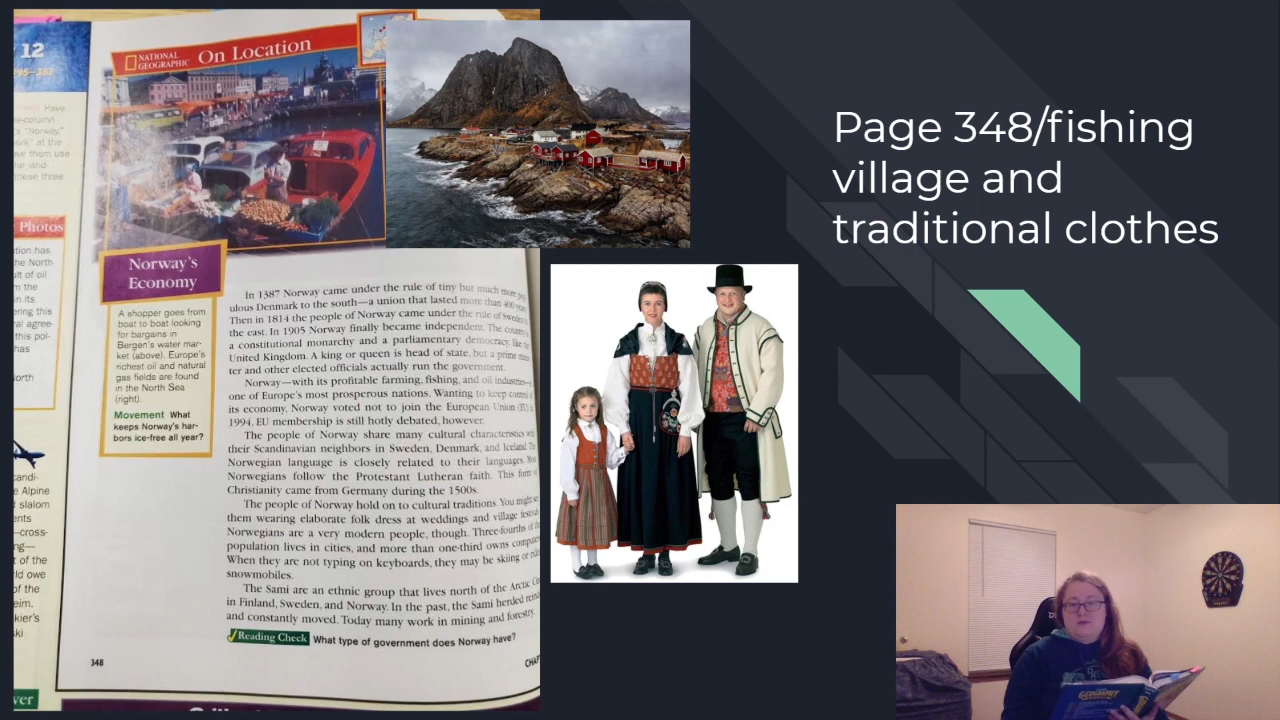 Page 348/fishing
village and
traditional clothes
12
Photos
NATIONAL
GEOGRAPHIC
On Location
Norway's
Economy
A shopper goes from
boat to boat looking
for bargains in
Bergen's water mar-
ket (above). Europe's
richest oil and natural
gas fields are found
in the North Sea
(right).
Movement What
keeps Norway's har-
bors ice-free all year?
In 1387 Norway came under the rule of tiny but much more
ulous Denmark to the south—a union that lasted more than 400 years
Then in 1814 the people of Norway came under the rule of Sweden
the east. In 1905 Norway finally became independent. The country
a constitutional monarchy and a parliamentary democracy, like the
United Kingdom. A king or queen is head of state, but a prime
ter and other elected officials actually run the government.
Norway—with its profitable farming, fishing, and oil industries—
one of Europe's most prosperous nations. Wanting to keep control
its economy, Norway voted not to join the European Union (EU) in
1994. EU membership is still hotly debated, however.
The people of Norway share many cultural characteristics with
their Scandinavian neighbors in Sweden, Denmark, and Iceland. The
Norwegian language is closely related to their languages.
Norwegians follow the Protestant Lutheran faith. This form of
Christianity came from Germany during the 1500s.
The people of Norway hold on to cultural traditions. You might
them wearing elaborate folk dress at weddings and village
Norwegians are a very modern people, though. Three-fourths of
population lives in cities, and more than one-third owns
When they are not typing on keyboards, they may be skiing or
snowmobiles.
The Sami are an ethnic group that lives north of the Arctic
in Finland, Sweden, and Norway. In the past, the Sami herded
and constantly moved. Today many work in mining and forestry.
Reading Check What type of government does Norway have?
348
GEOGRAPHY